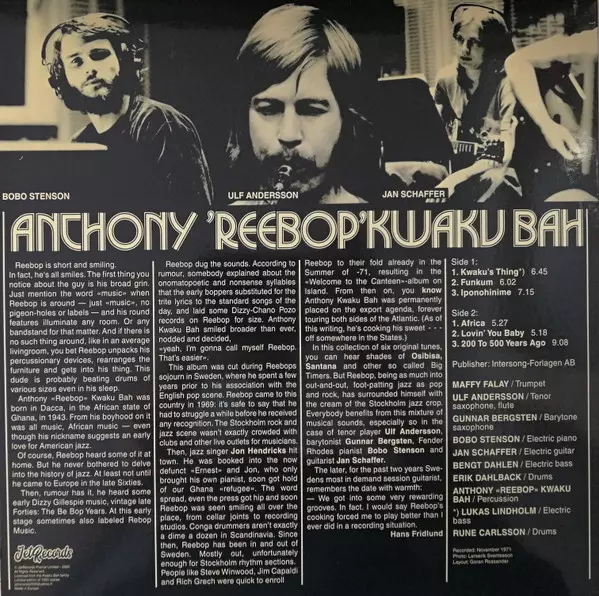 BOBO STENSON
ULF ANDERSSON
JAN SCHAFFER
ANTHONY 'REEBOP' KWAKU BAH
Reebop is short and smiling.
In fact, he's all smiles. The first thing you
notice about the guy is his broad grin.
Just mention the word «music» when
Reebop is around — just «music», no
pigeon-holes or labels — and his round
features illuminate any room. Or any
bandstand for that matter. And if there is
no such thing around, like in an average
livingroom, you bet Reebop unpacks his
percussionary devices, rearranges the
furniture and gets into his thing. This
dude is probably beating drums of
various sizes even in his sleep.
Anthony «Reebop» Kwaku Bah was
born in Dacca, in the African state of
Ghana, in 1943. From his boyhood on it
was all music, African music — even
though his nickname suggests an early
love for American jazz.
Of course, Reebop heard some of it at
home. But he never bothered to delve
into the history of jazz. At least not until
he came to Europe in the late Sixties.
Then, rumour has it, he heard some
early Dizzy Gillespie music, vintage late
Forties: The Be Bop Years. At this early
stage sometimes also labeled Rebop
Music.
Reebop dug the sounds. According to
rumour, somebody explained about the
onomatopoetic and nonsense syllables
that the early boppers substituted for the
trite lyrics to the standard songs of the
day, and laid some Dizzy-Chano Pozo
records on Reebop for size. Anthony
Kwaku Bah smiled broader than ever,
nodded and decided,
«yeah, I'm gonna call myself Reebop.
That's easier».
This album was cut during Reebops
sojourn in Sweden, where he spent a few
years prior to his association with the
English pop scene. Reebop came to this
country in 1969; it's safe to say that he
had to struggle a while before he received
any recognition. The Stockholm rock and
jazz scene wasn't exactly crowded with
clubs and other live outlets for musicians.
Then, jazz singer Jon Hendricks hit
town. He was booked into the now
defunct «Ernest» and Jon, who only
brought his own pianist, soon got hold
of our Ghana «refugee». The word
spread, even the press got hip and soon
Reebop was seen smiling all over the
place, from cellar joints to recording
studios. Conga drummers aren't exactly
a dime a dozen in Scandinavia. Since
then, Reebop has been in and out of
Sweden. Mostly out, unfortunately
enough for Stockholm rhythm sections.
People like Steve Winwood, Jim Capaldi
and Rich Grech were quick to enroll
Reebop to their fold already in the
Summer of -71, resulting in the
«Welcome to the Canteen»-album on
Island. From then on, you know
Anthony Kwaku Bah was permanently
placed on the export agenda, forever
touring both sides of the Atlantic. (As of
this writing, he's cooking his sweet - - -
off somewhere in the States.)
In this collection of six original tunes,
you can hear shades of Osibisa,
Santana and other so called Big
Timers. But Reebop, being as much into
out-and-out, foot-patting jazz as pop
and rock, has surrounded himself with
the cream of the Stockholm jazz crop.
Everybody benefits from this mixture of
musical sounds, especially so in the
case of tenor player Ulf Andersson,
barytonist Gunnar Bergsten, Fender
Rhodes pianist Bobo Stenson and
guitarist Jan Schaffer.
The later, for the past two years Swe-
dens most in demand session guitarist,
remembers the date with warmth:
— We got into some very rewarding
grooves. In fact. I would say Reebop's
cooking forced me to play better than I
ever did in a recording situation.
Hans Fridlund
Side 1:
1. Kwaku's Thing*) 6.45
2. Funkum 6.02
3. Iponohinime 7.15
Side 2:
1. Africa 5.27
2. Lovin' You Baby 5.18
3. 200 To 500 Years Ago 9.08
Publisher: Intersong-Forlagen AB
MAFFY FALAY / Trumpet
ULF ANDERSSON / Tenor
saxophone, flute
GUNNAR BERGSTEN / Barytone
saxophone
BOBO STENSON / Electric piano
JAN SCHAFFER / Electric guitar
BENGT DAHLEN / Electric bass
ERIK DAHLBACK / Drums
ANTHONY «REEBOP» KWAKU
BAH / Percussion
*) LUKAS LINDHOLM / Electric
bass
RUNE CARLSSON / Drums
Recorded: November 1971
Layout: Goran Rossander
JetRecords
All Rights Reserved